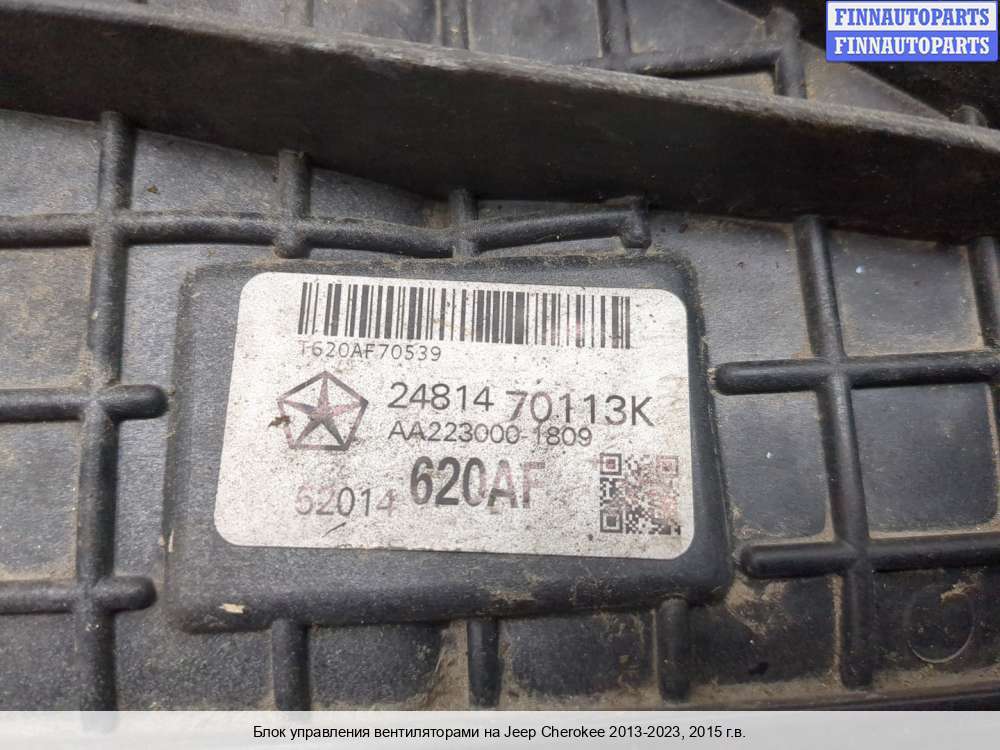 FINNAUTOPARTS
FINNAUTOPARTS
T620AF70539
24814 70113K
AA223000-1809
52014 620AF
Блок управления вентиляторами на Jeep Cherokee 2013-2023, 2015 г.в.